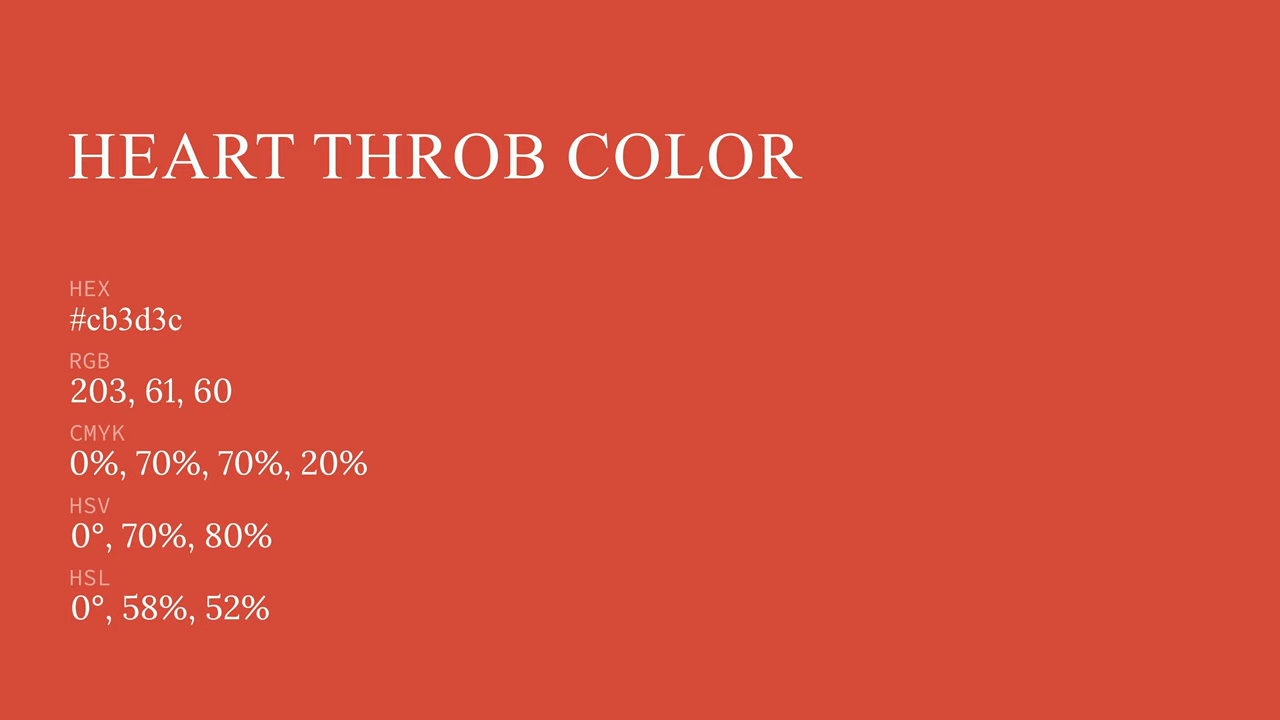 HEART THROB COLOR
HEX
#cb3d3c
RGB
203, 61, 60
CMYK
0%, 70%, 70%, 20%
HSV
0°, 70%, 80%
HSL
0°, 58%, 52%